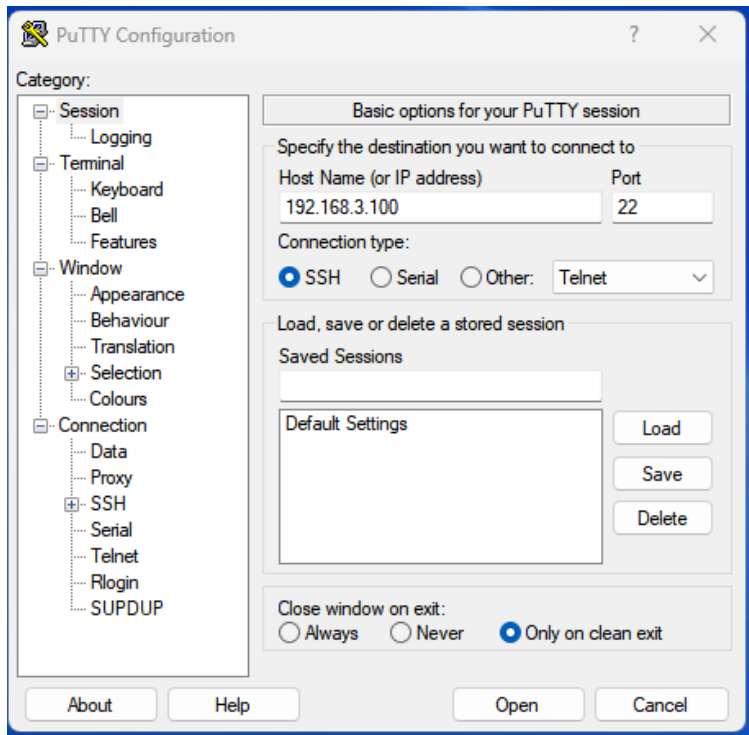 PuTTY Configuration ?
Category:
Session
Logging
Terminal
Keyboard
Bell
Features
Window
Appearance
Behaviour
Translation
Selection
Colours
Connection
Data
Proxy
SSH
Serial
Telnet
Rlogin
SUPDUP
Basic options for your PuTTY session
Specify the destination you want to connect to
Host Name (or IP address) Port
192.168.3.100 22
Connection type:
SSH Serial Other: Telnet
Load, save or delete a stored session
Saved Sessions
Default Settings
Load
Save
Delete
Close window on exit:
Always Never Only on clean exit
About Help Open Cancel